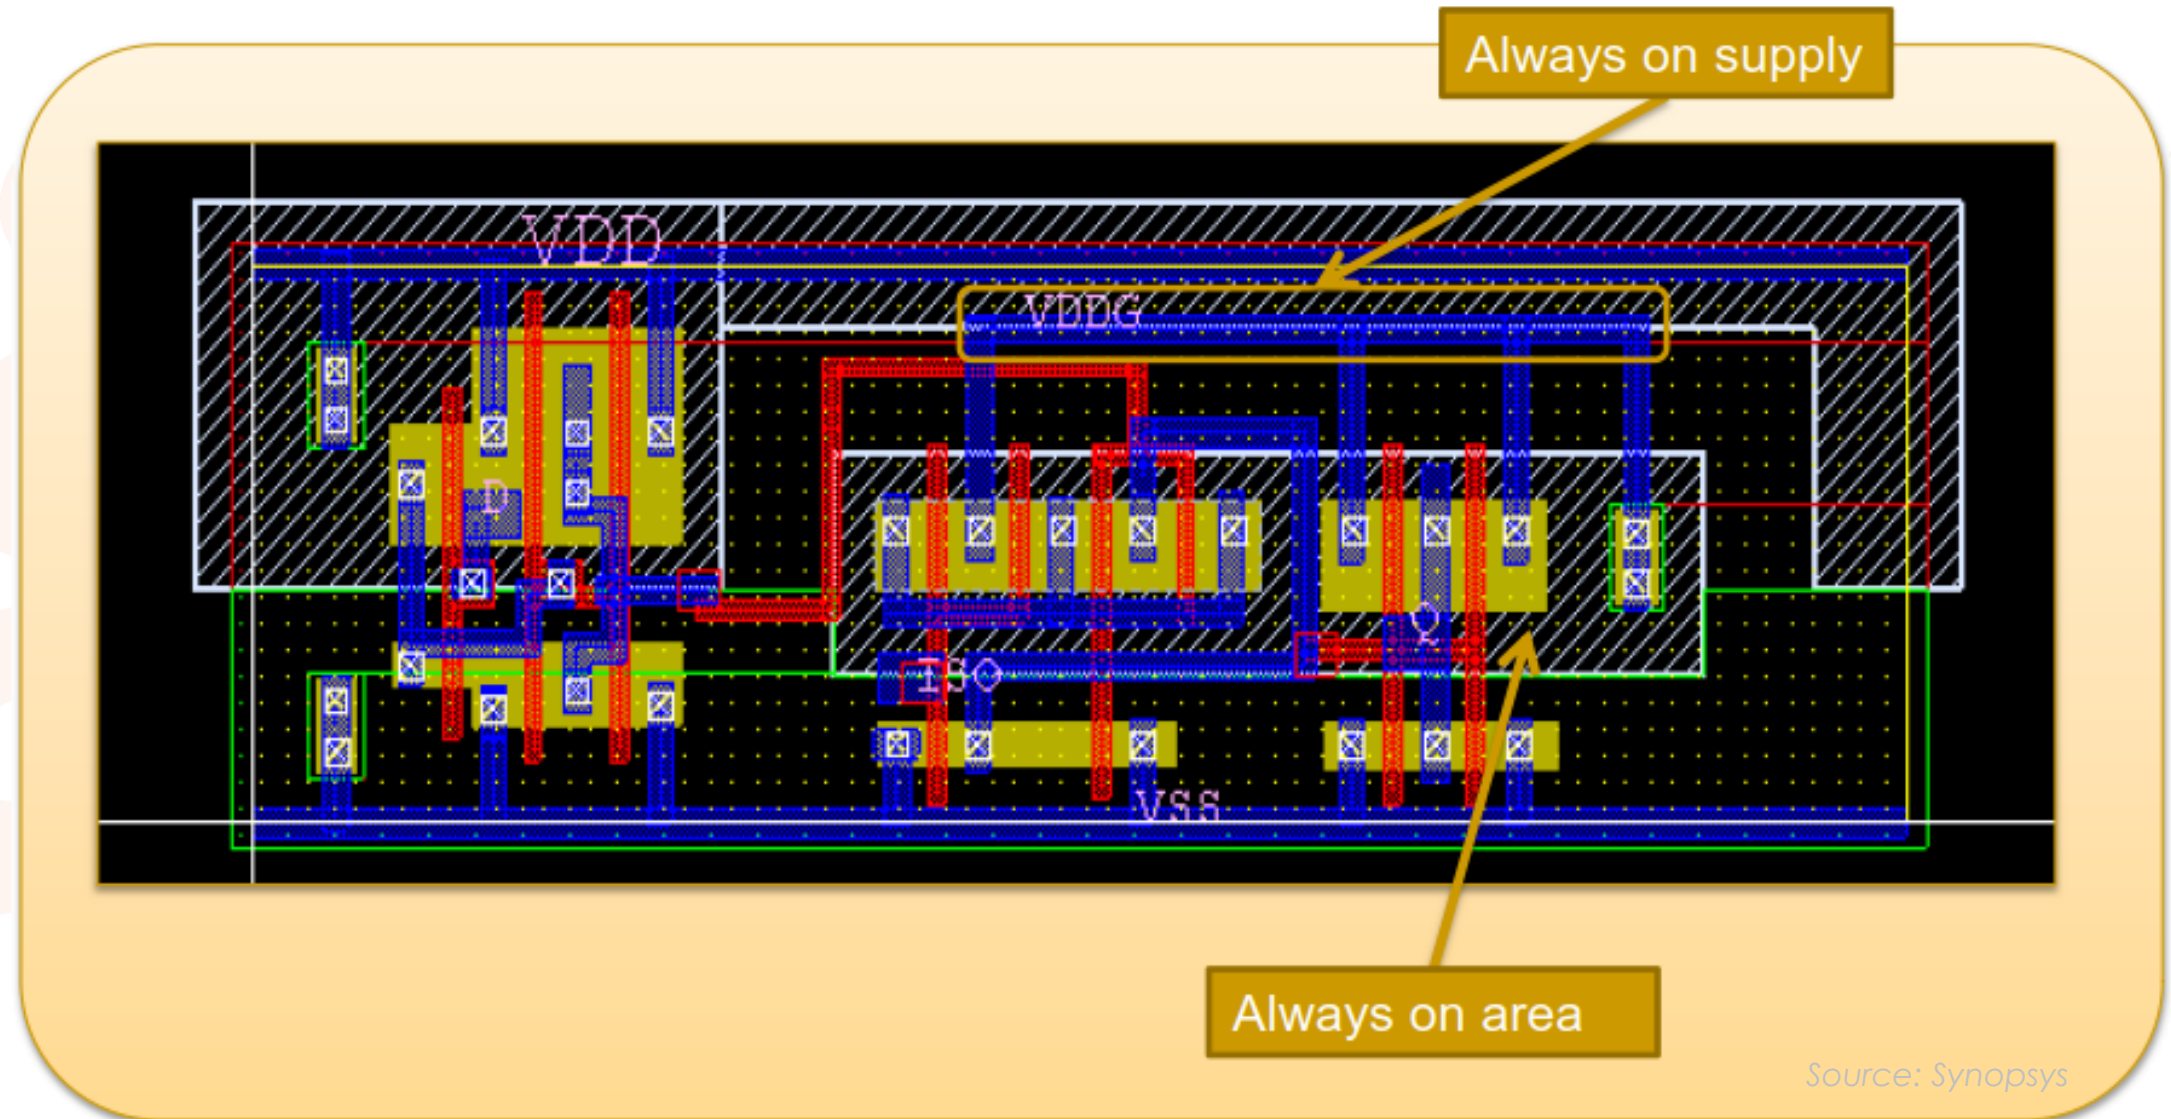 Always on supply
VDD
VDDG
D
Q
ISO
VSS
Always on area
Source: Synopsys